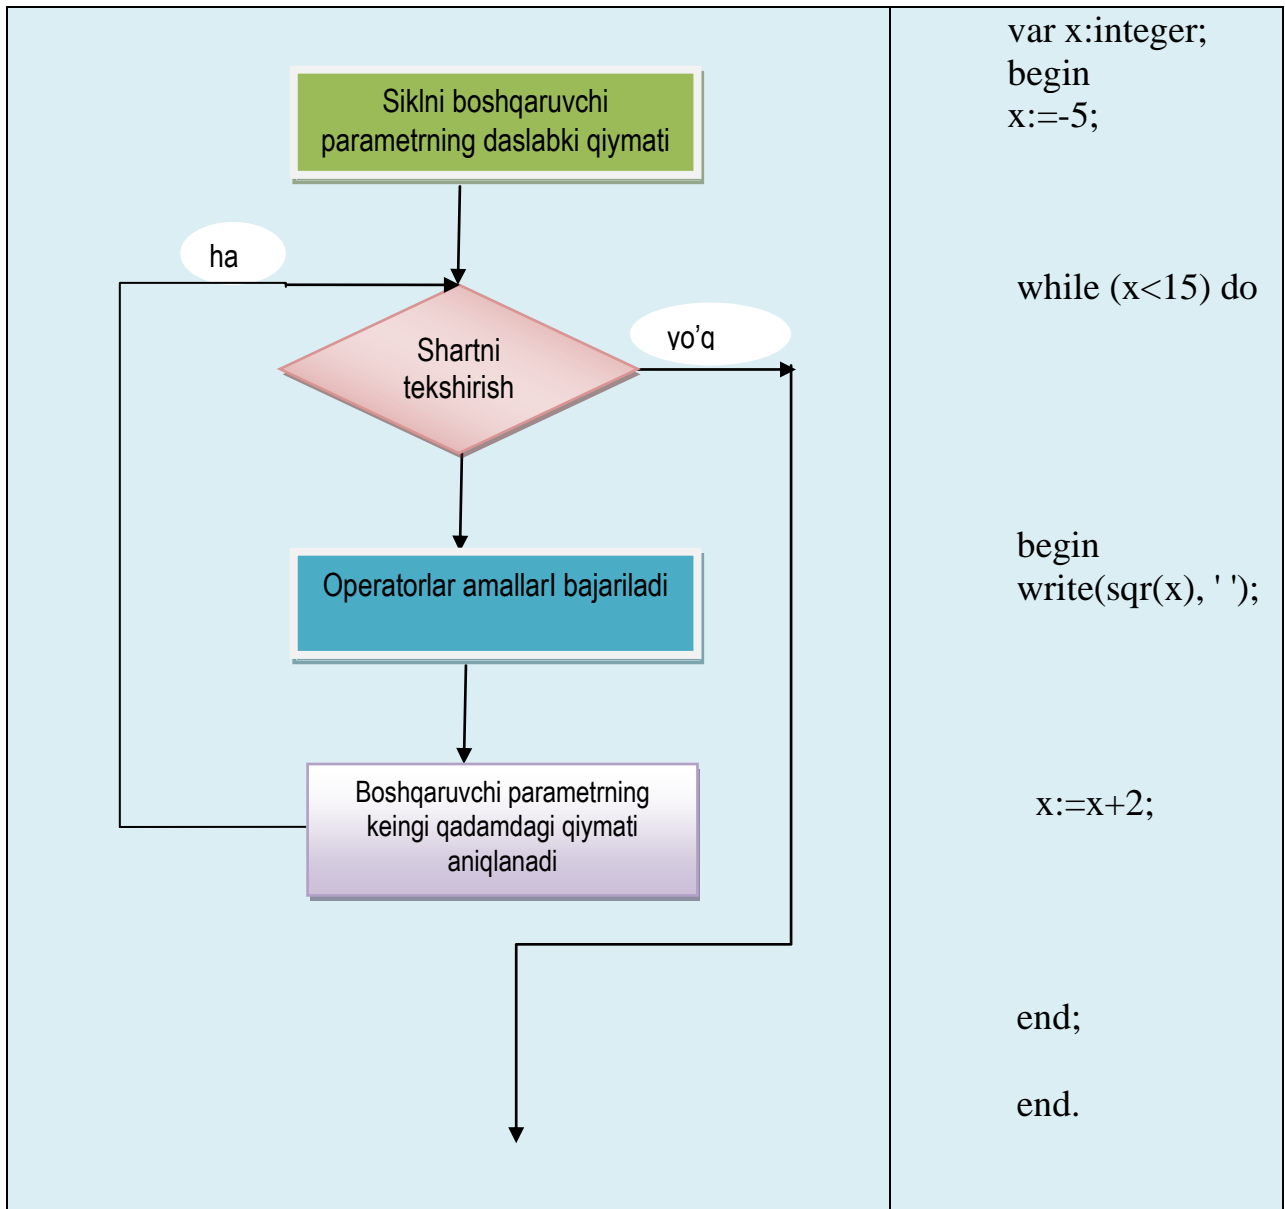 Siklni boshqaruvchi
parametrning daslabki qiymati
ha
Shartni
tekshirish
yo’q
Operatorlar amallarI bajariladi
Boshqaruvchi parametrning
keingi qadamdagi qiymati
aniqlanadi
var x:integer;
begin
x:=-5;
while (x<15) do
begin
write(sqr(x), ' ');
x:=x+2;
end;
end.